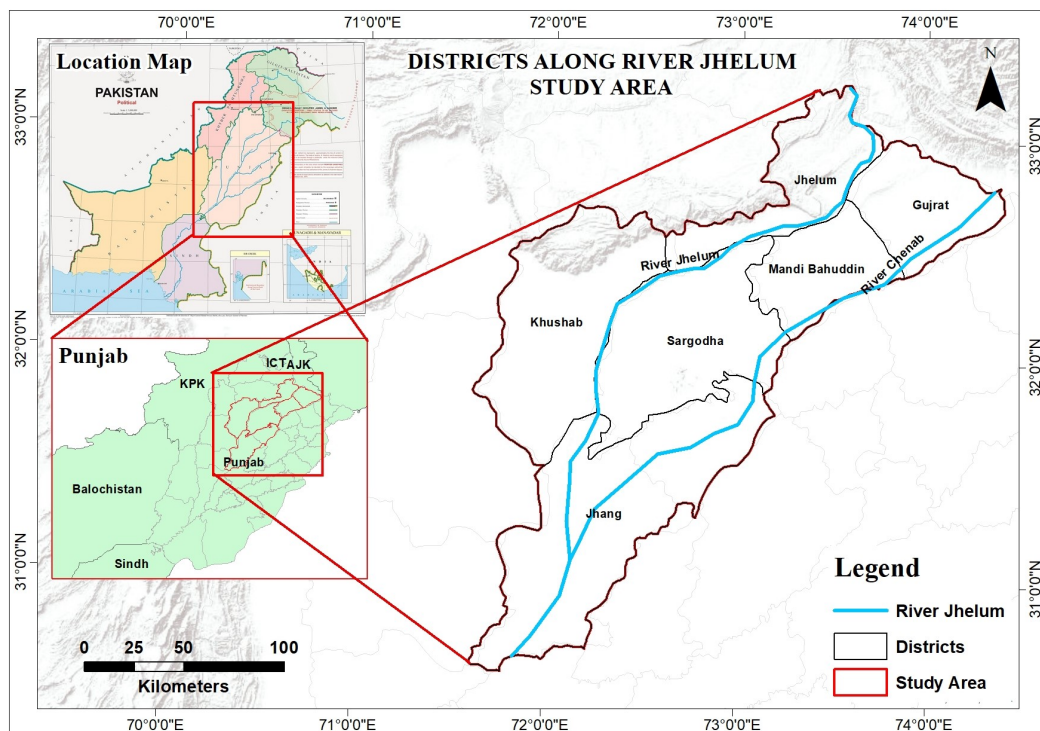 70°0'0"E
71°0'0"E
72°0'0"E
73°0'0"E
74°0'0"E
Location Map
PAKISTAN
Political
DISTRICTS ALONG RIVER JHELUM
STUDY AREA
N
33°0'0"N
32°0'0"N
31°0'0"N
33°0'0"N
32°0'0"N
31°0'0"N
Jhelum
Gujrat
River Jhelum
Mandi Bahuddin
River Chenab
Khushab
Sargodha
Jhang
Punjab
ICT
AJK
KPK
Punjab
Balochistan
Sindh
0 25 50 100
Kilometers
Legend
River Jhelum
Districts
Study Area
70°0'0"E
71°0'0"E
72°0'0"E
73°0'0"E
74°0'0"E